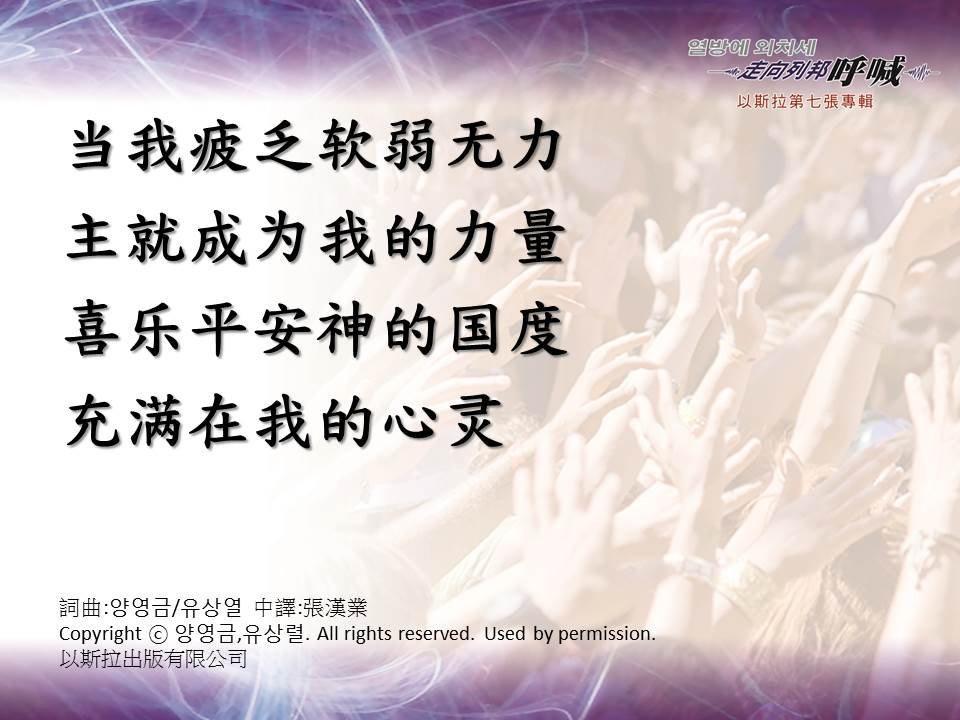 열방에 외치세
走向列邦呼喊
以斯拉第七張專輯
当我疲乏软弱无力
主就成为我的力量
喜乐平安神的国度
充满在我的心灵
詞曲:양영금/유상열 中譯:張漢業
Copyright ⓒ 양영금,유상렬. All rights reserved. Used by permission.
以斯拉出版有限公司